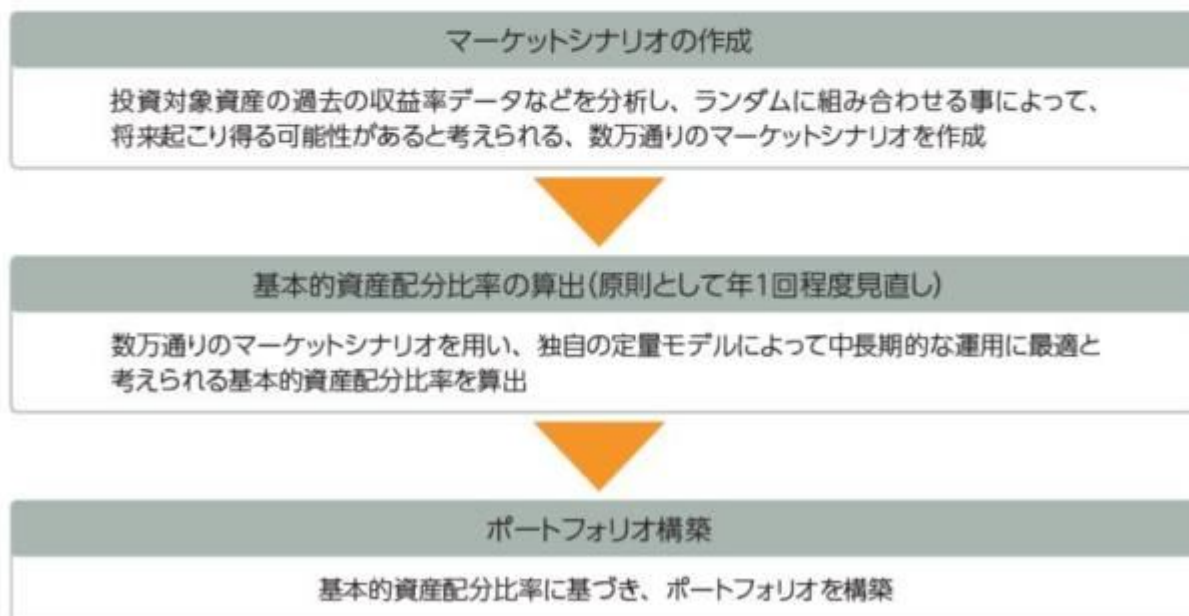 マーケットシナリオの作成
投資対象資産の過去の収益率データなどを分析し、ランダムに組み合わせる事によって、
将来起こり得る可能性があると考えられる、数万通りのマーケットシナリオを作成
基本的資産配分比率の算出(原則として年1回程度見直し)
数万通りのマーケットシナリオを用い、独自の定量モデルによって中長期的な運用に最適と
考えられる基本的資産配分比率を算出
ポートフォリオ構築
基本的資産配分比率に基づき、ポートフォリオを構築